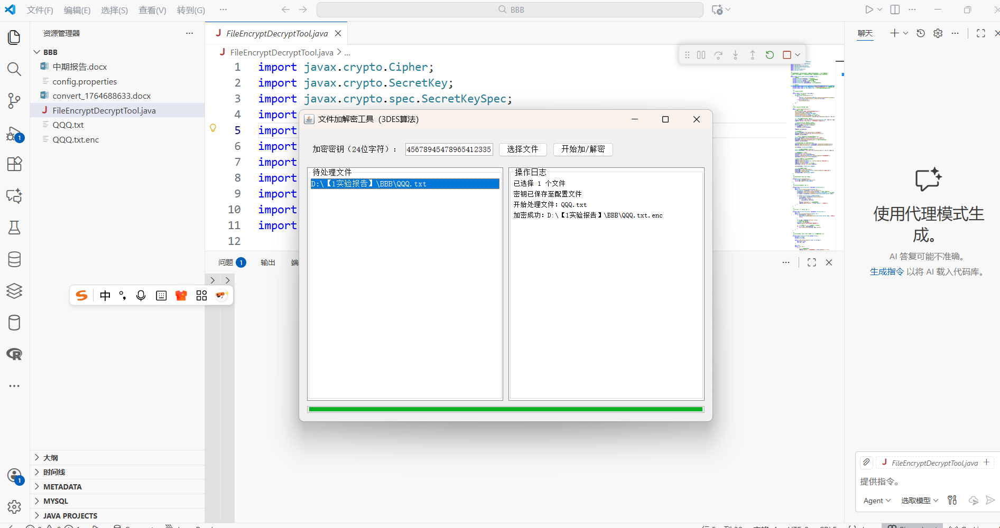 文件(F) 编辑(E) 选择(S) 查看(V) 转到(G) ··· BBB
资源管理器 ···
BBB
中期报告.docx
config.properties
convert_1764688633.docx
FileEncryptDecryptTool.java
QQQ.txt
QQQ.txt.enc
1
FileEncryptDecryptTool.java
FileEncryptDecryptTool.java > ...
1 import javax.crypto.Cipher;
2 import javax.crypto.SecretKey;
3 import javax.crypto.spec.SecretKeySpec;
4 import
5 import
6 import
7 import
8 import
9 import
10 import
11 import
12
文件加解密工具（3DES算法）
加密密钥（24位字符）： 45678945478965412335 选择文件 开始加/解密
待处理文件
D:\【1实验报告】\BBB\QQQ.txt
操作日志
已选择 1 个文件
密钥已保存至配置文件
开始处理文件：QQQ.txt
加密成功：D:\【1实验报告】\BBB\QQQ.txt.enc
问题 1 输出 端
中
大纲
时间线
METADATA
MYSQL
JAVA PROJECTS
1
聊天
使用代理模式生
成。
AI 答复可能不准确。
生成指令 以将 AI 载入代码库。
FileEncryptDecryptTool.java
提供指令。
Agent 选取模型